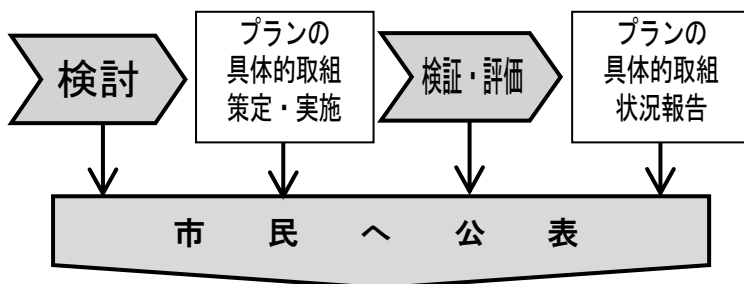 検討
プランの
具体的取組
策定・実施
検証・評価
プランの
具体的取組
状況報告
市民へ公表